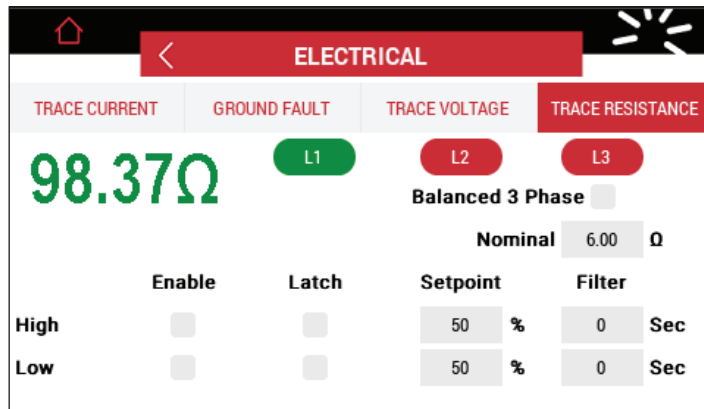 ELECTRICAL
TRACE CURRENT GROUND FAULT TRACE VOLTAGE TRACE RESISTANCE
98.37Ω L1 L2 L3
Balanced 3 Phase
Nominal 6.00 Ω
Enable Latch Setpoint Filter
High 50 % 0 Sec
Low 50 % 0 Sec